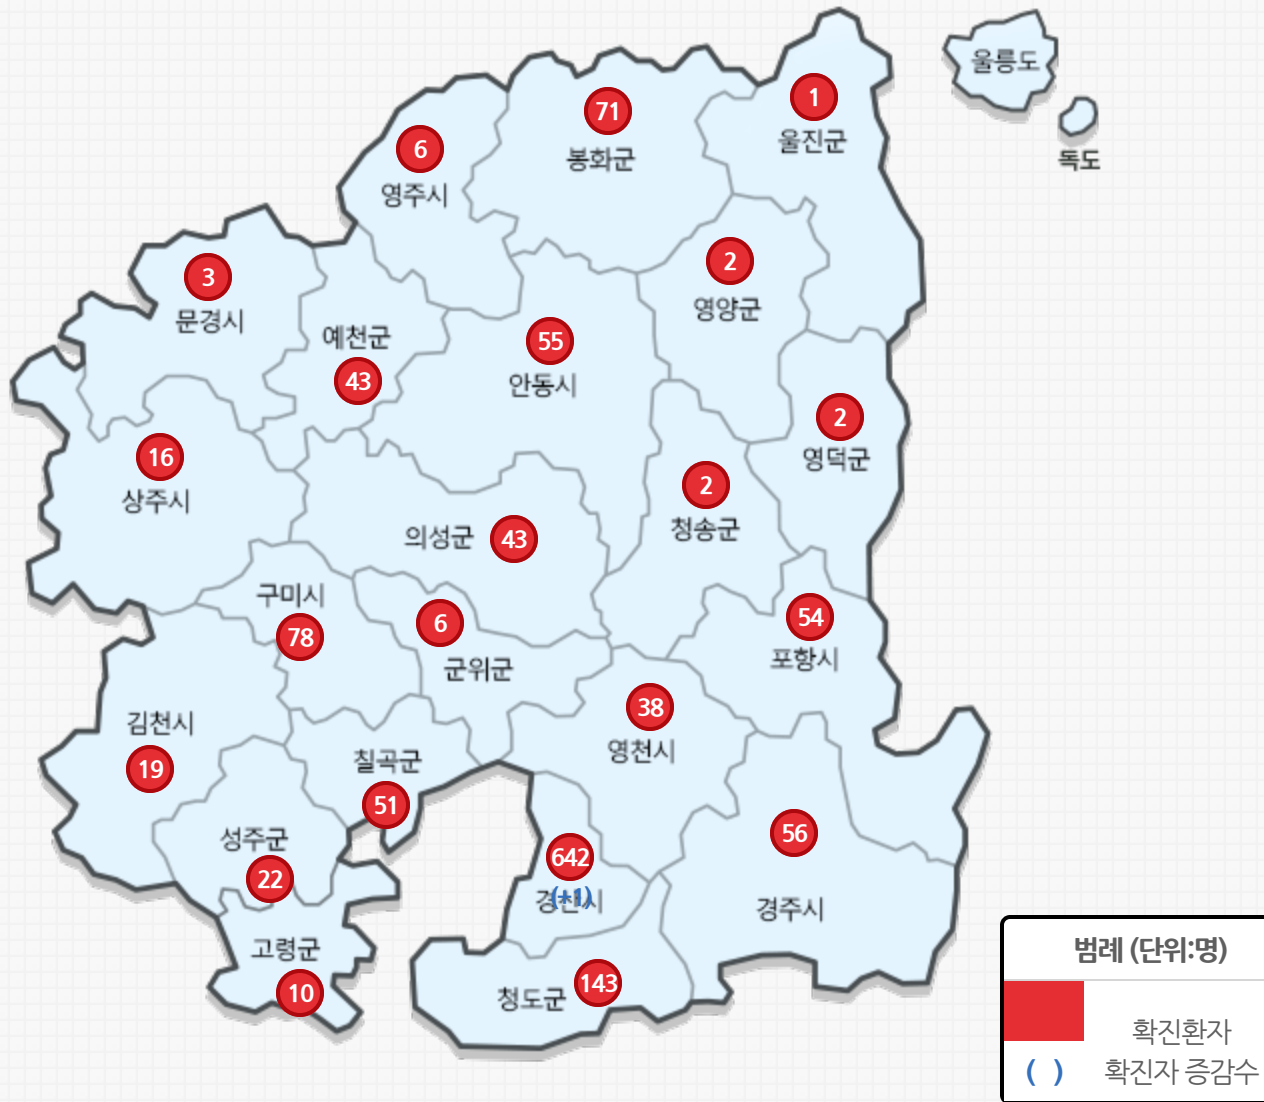 울릉도
독도
1
울진군
71
봉화군
6
영주시
2
영양군
3
문경시
예천군
43
55
안동시
2
영덕군
16
상주시
2
청송군
의성군
43
구미시
78
6
군위군
54
포항시
38
영천시
김천시
19
칠곡군
51
성주군
22
56
경주시
642
(+1)
경산시
고령군
10
청도군
143
범례 (단위:명)
확진환자
( ) 확진자 증감수